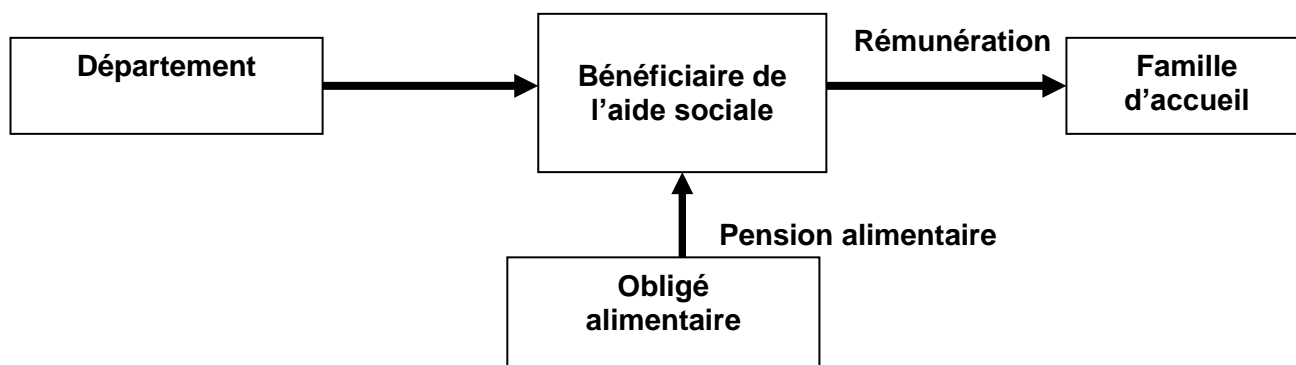 Département
Bénéficiaire de
l’aide sociale
Rémunération
Famille
d’accueil
Pension alimentaire
Obligé
alimentaire